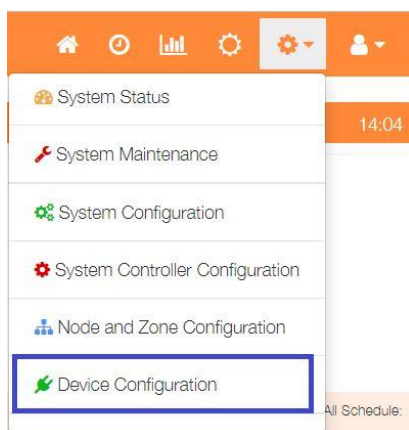 System Status
14:04
System Maintenance
System Configuration
System Controller Configuration
Node and Zone Configuration
Device Configuration
All Schedule: